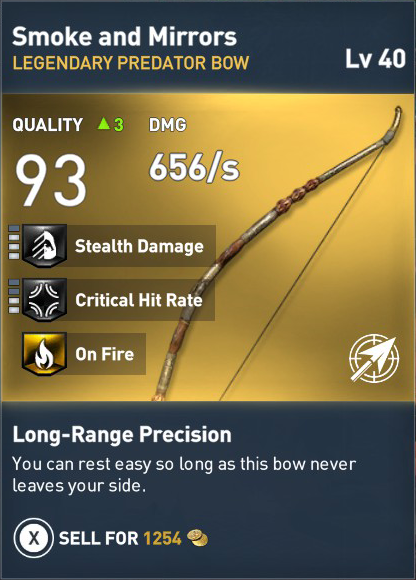 Smoke and Mirrors
LEGENDARY PREDATOR BOW
Lv 40
QUALITY ▲3 DMG
93 656/s
Stealth Damage
Critical Hit Rate
On Fire
Long-Range Precision
You can rest easy so long as this bow never
leaves your side.
X SELL FOR 1254